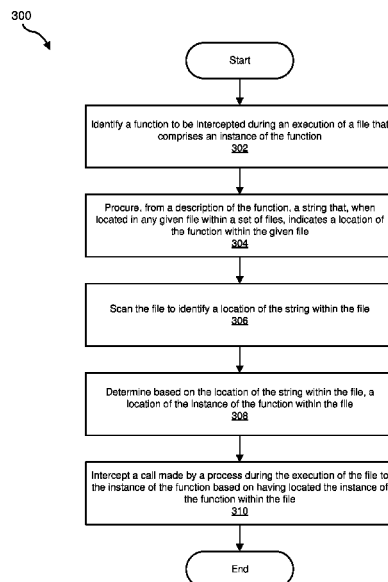 300
Start
Identify a function to be intercepted during an execution of a file that
comprises an instance of the function
302
Procure, from a description of the function, a string that, when
located in any given file within a set of files, indicates a location of
the function within the given file
304
Scan the file to identify a location of the string within the file
306
Determine based on the location of the string within the file, a
location of the instance of the function within the file
308
Intercept a call made by a process during the execution of the file to
the instance of the function based on having located the instance of
the function within the file
310
End